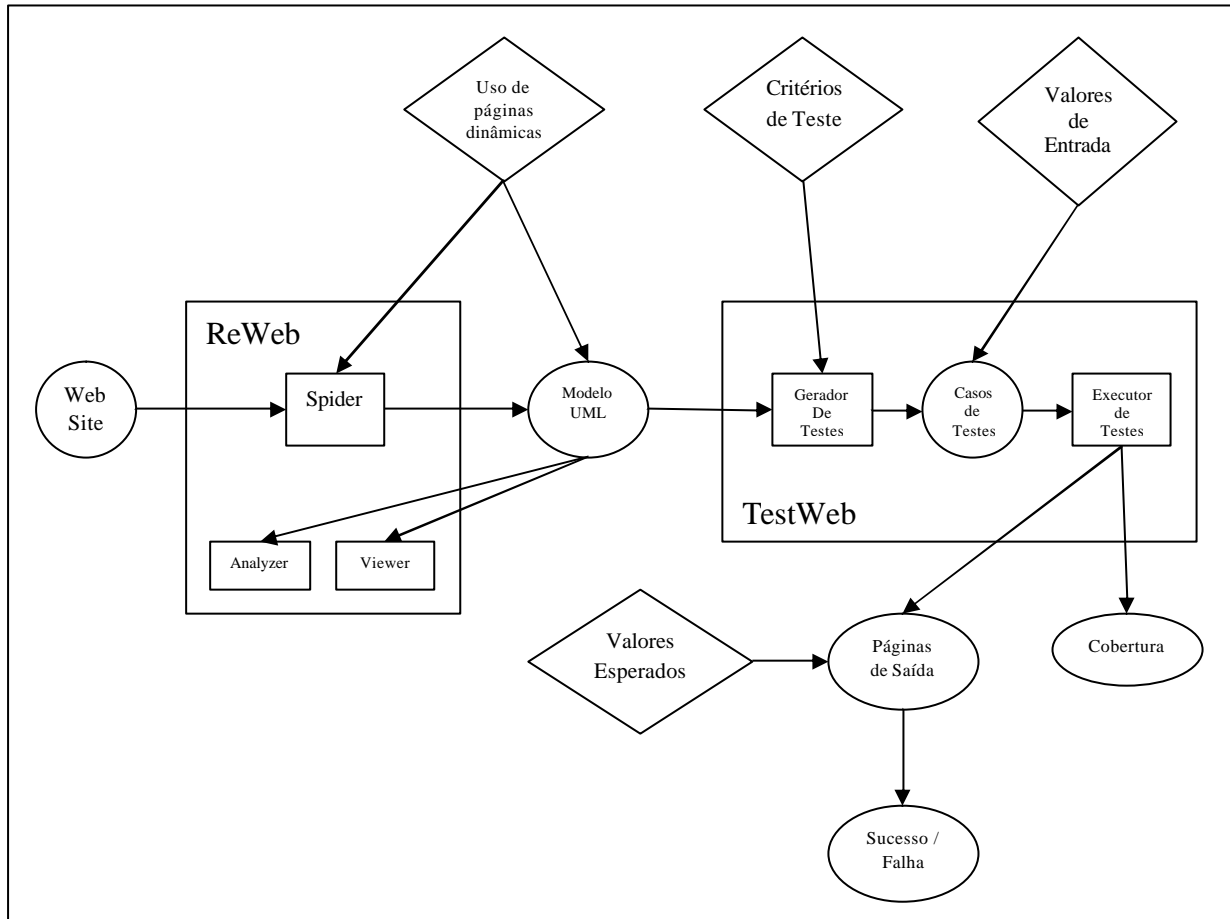 Uso de
páginas
dinâmicas
Critérios
de Teste
Valores
de
Entrada
ReWeb
Web
Site
Spider
Modelo
UML
Gerador
De
Testes
Casos
de
Testes
Executor
de
Testes
TestWeb
Analyzer
Viewer
Valores
Esperados
Páginas
de Saída
Cobertura
Sucesso /
Falha